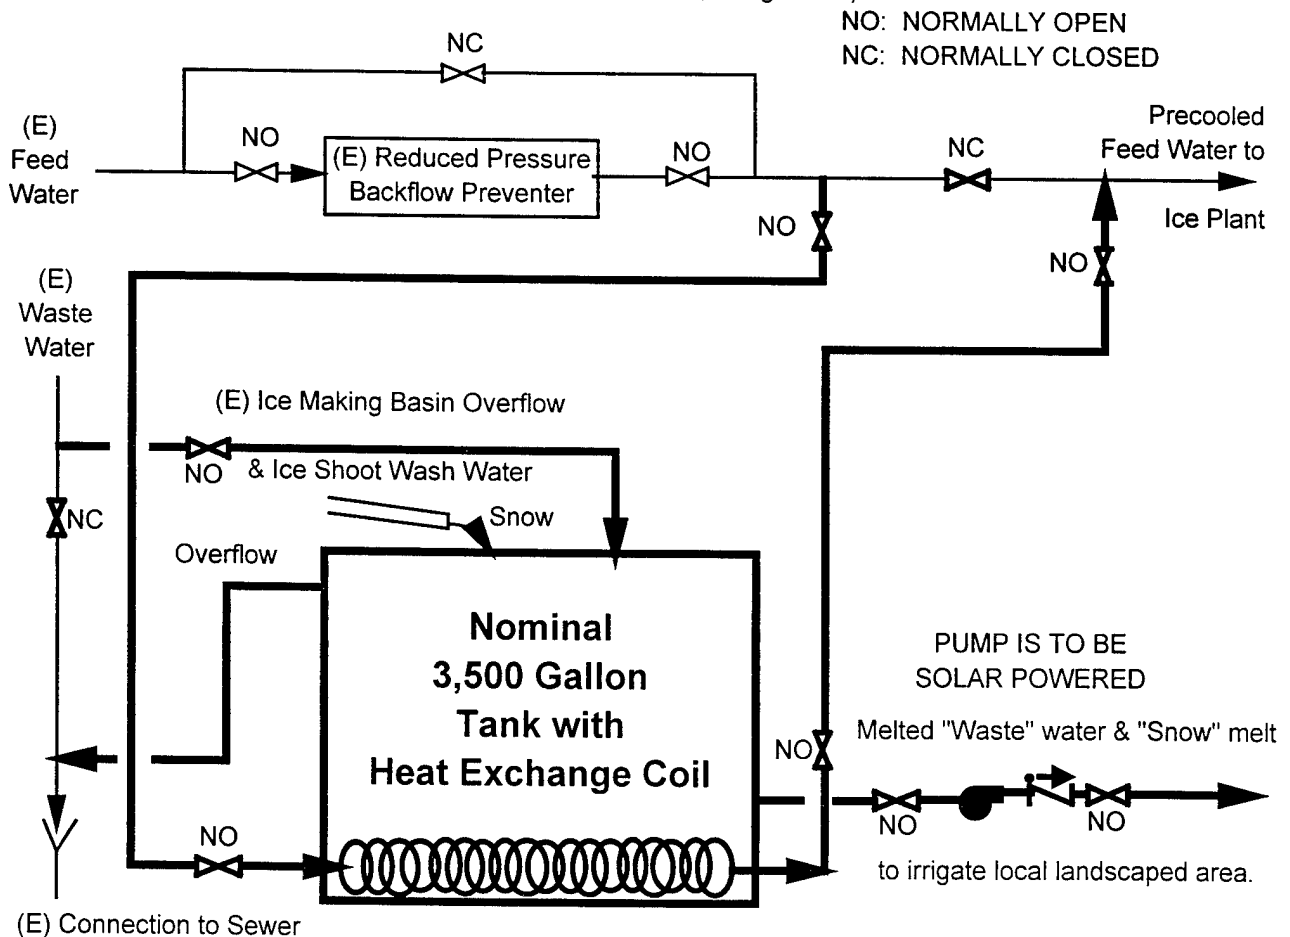 NO: NORMALLY OPEN
NC: NORMALLY CLOSED
NC
(E)
Feed
Water
NO
(E) Reduced Pressure
Backflow Preventer
NO
NC
Precooled
Feed Water to
Ice Plant
NO
NO
(E)
Waste
Water
(E) Ice Making Basin Overflow
NO
& Ice Shoot Wash Water
NC
Snow
Overflow
Nominal
3,500 Gallon
Tank with
Heat Exchange Coil
PUMP IS TO BE
SOLAR POWERED
Melted "Waste" water & "Snow" melt
NO
NO
NO
to irrigate local landscaped area.
NO
(E) Connection to Sewer